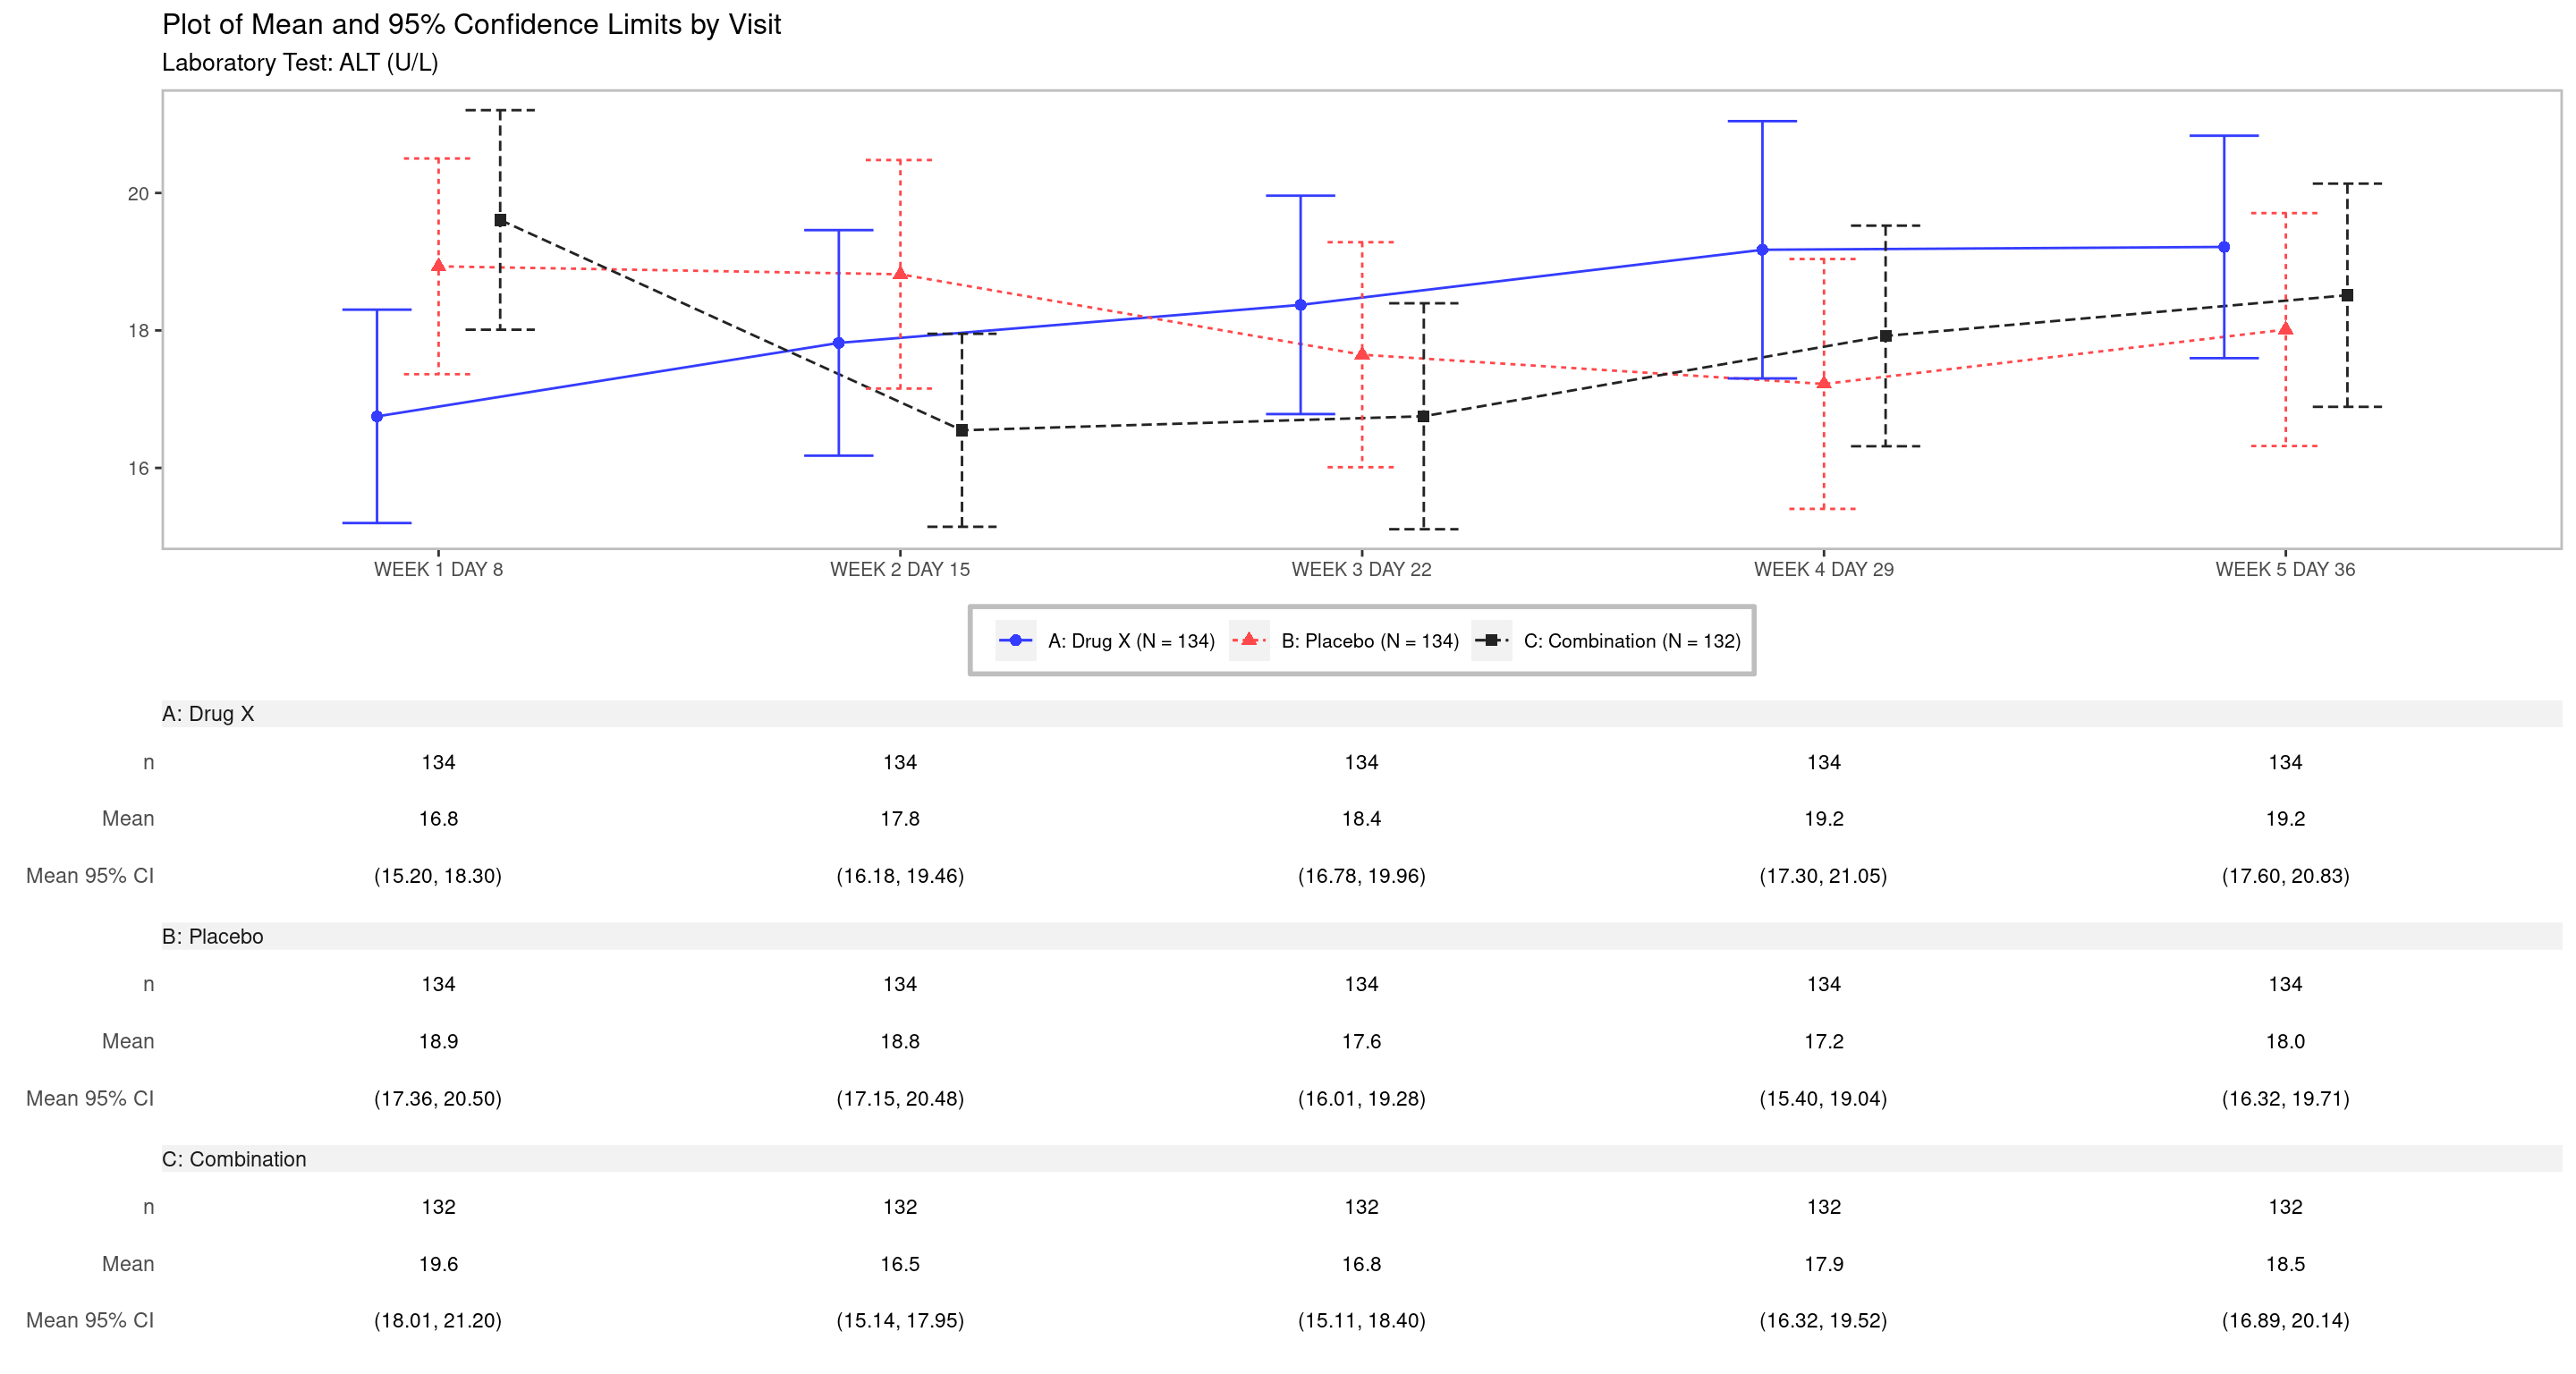 Plot of Mean and 95% Confidence Limits by Visit
Laboratory Test: ALT (U/L)
20
18
16
WEEK 1 DAY 8 WEEK 2 DAY 15 WEEK 3 DAY 22 WEEK 4 DAY 29 WEEK 5 DAY 36
A: Drug X (N = 134) B: Placebo (N = 134) C: Combination (N = 132)
A: Drug X
n 134 134 134 134 134
Mean 16.8 17.8 18.4 19.2 19.2
Mean 95% CI (15.20, 18.30) (16.18, 19.46) (16.78, 19.96) (17.30, 21.05) (17.60, 20.83)
B: Placebo
n 134 134 134 134 134
Mean 18.9 18.8 17.6 17.2 18.0
Mean 95% CI (17.36, 20.50) (17.15, 20.48) (16.01, 19.28) (15.40, 19.04) (16.32, 19.71)
C: Combination
n 132 132 132 132 132
Mean 19.6 16.5 16.8 17.9 18.5
Mean 95% CI (18.01, 21.20) (15.14, 17.95) (15.11, 18.40) (16.32, 19.52) (16.89, 20.14)